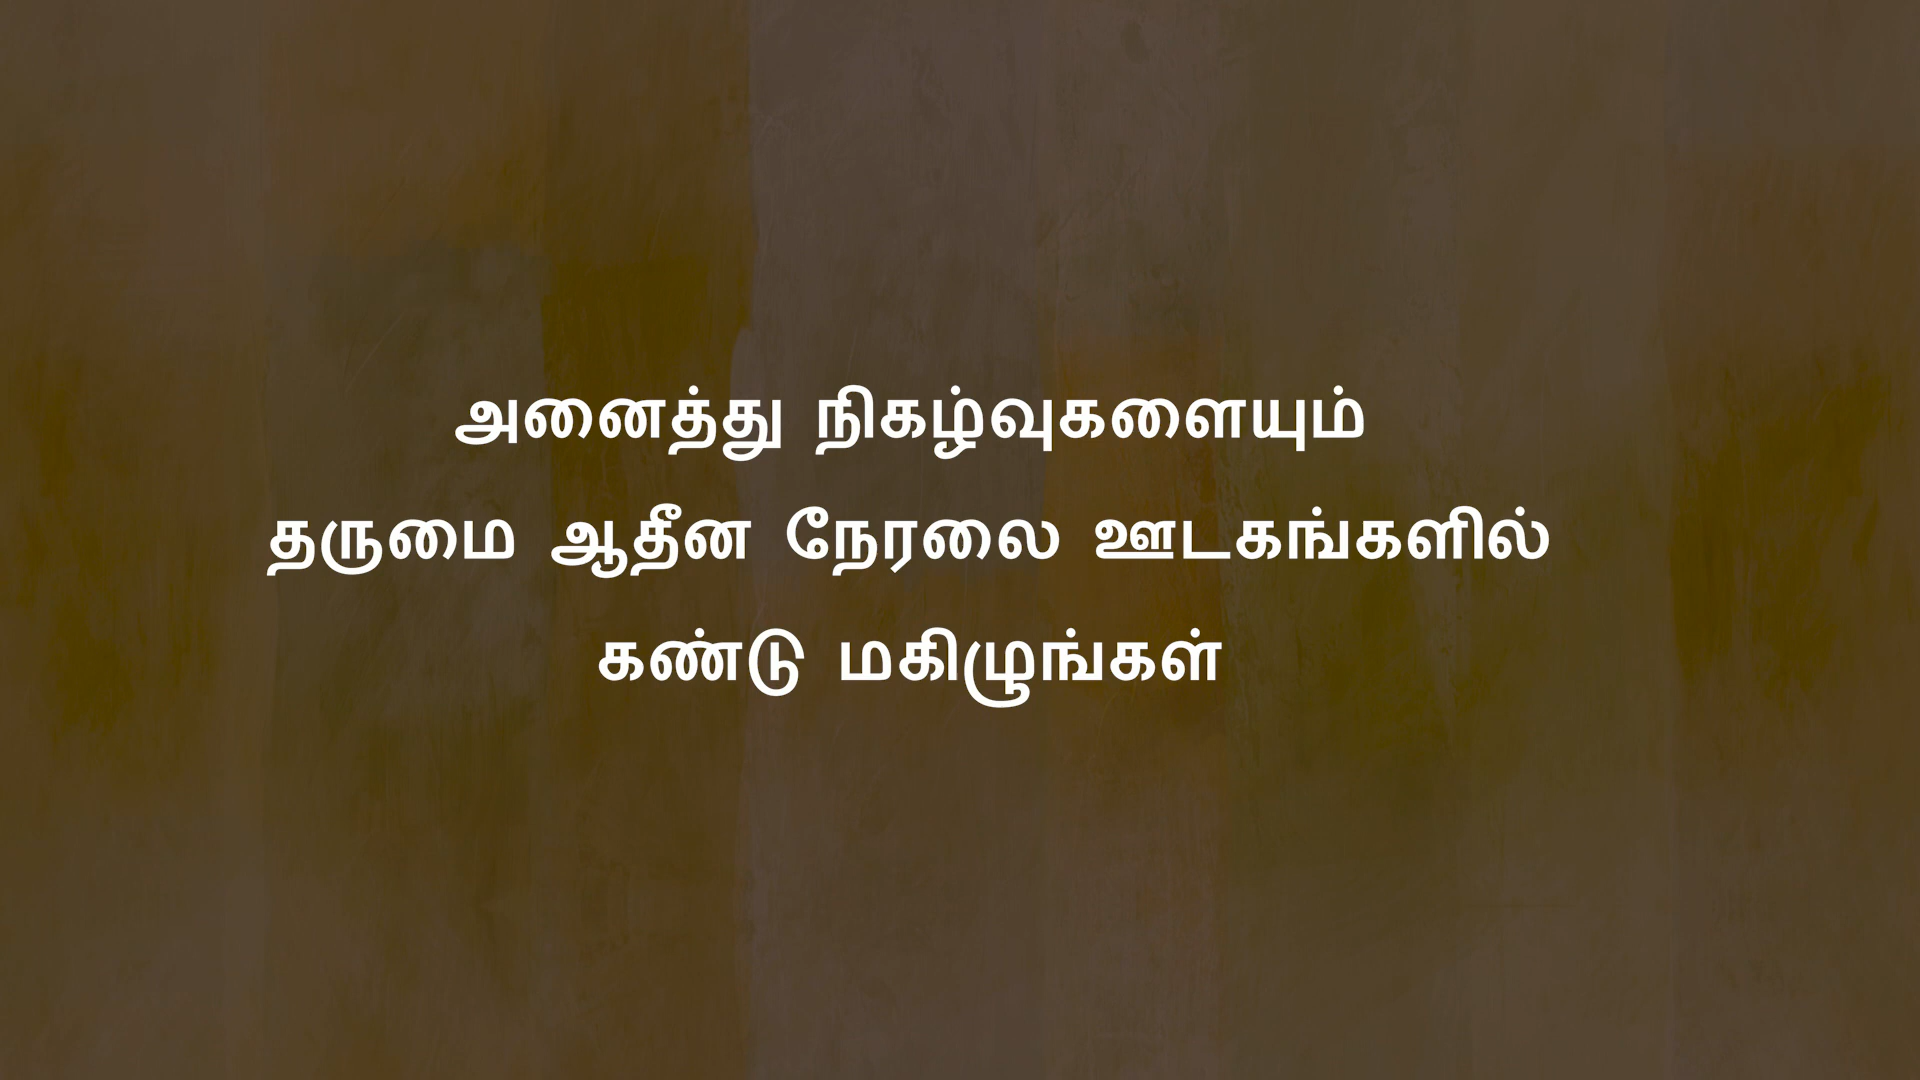 அனைத்து நிகழ்வுகளையும்
தருமை ஆதீன நேரலை ஊடகங்களில்
கண்டு மகிழுங்கள்